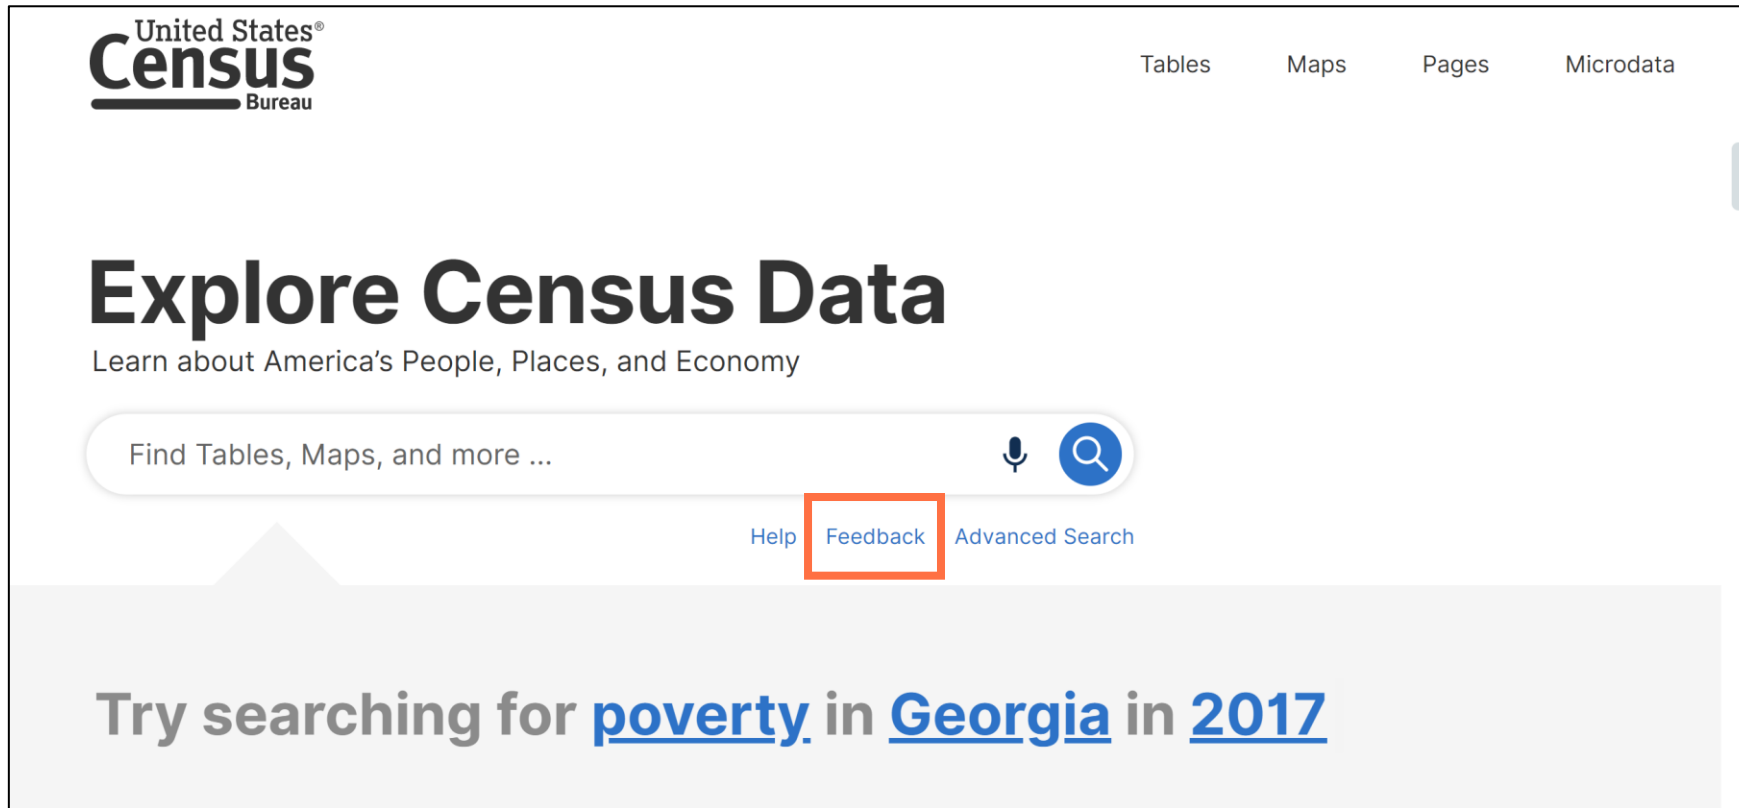 United States®
Census
Bureau
Tables Maps Pages Microdata
Explore Census Data
Learn about America's People, Places, and Economy
Find Tables, Maps, and more ...
Help Feedback Advanced Search
Try searching for poverty in Georgia in 2017